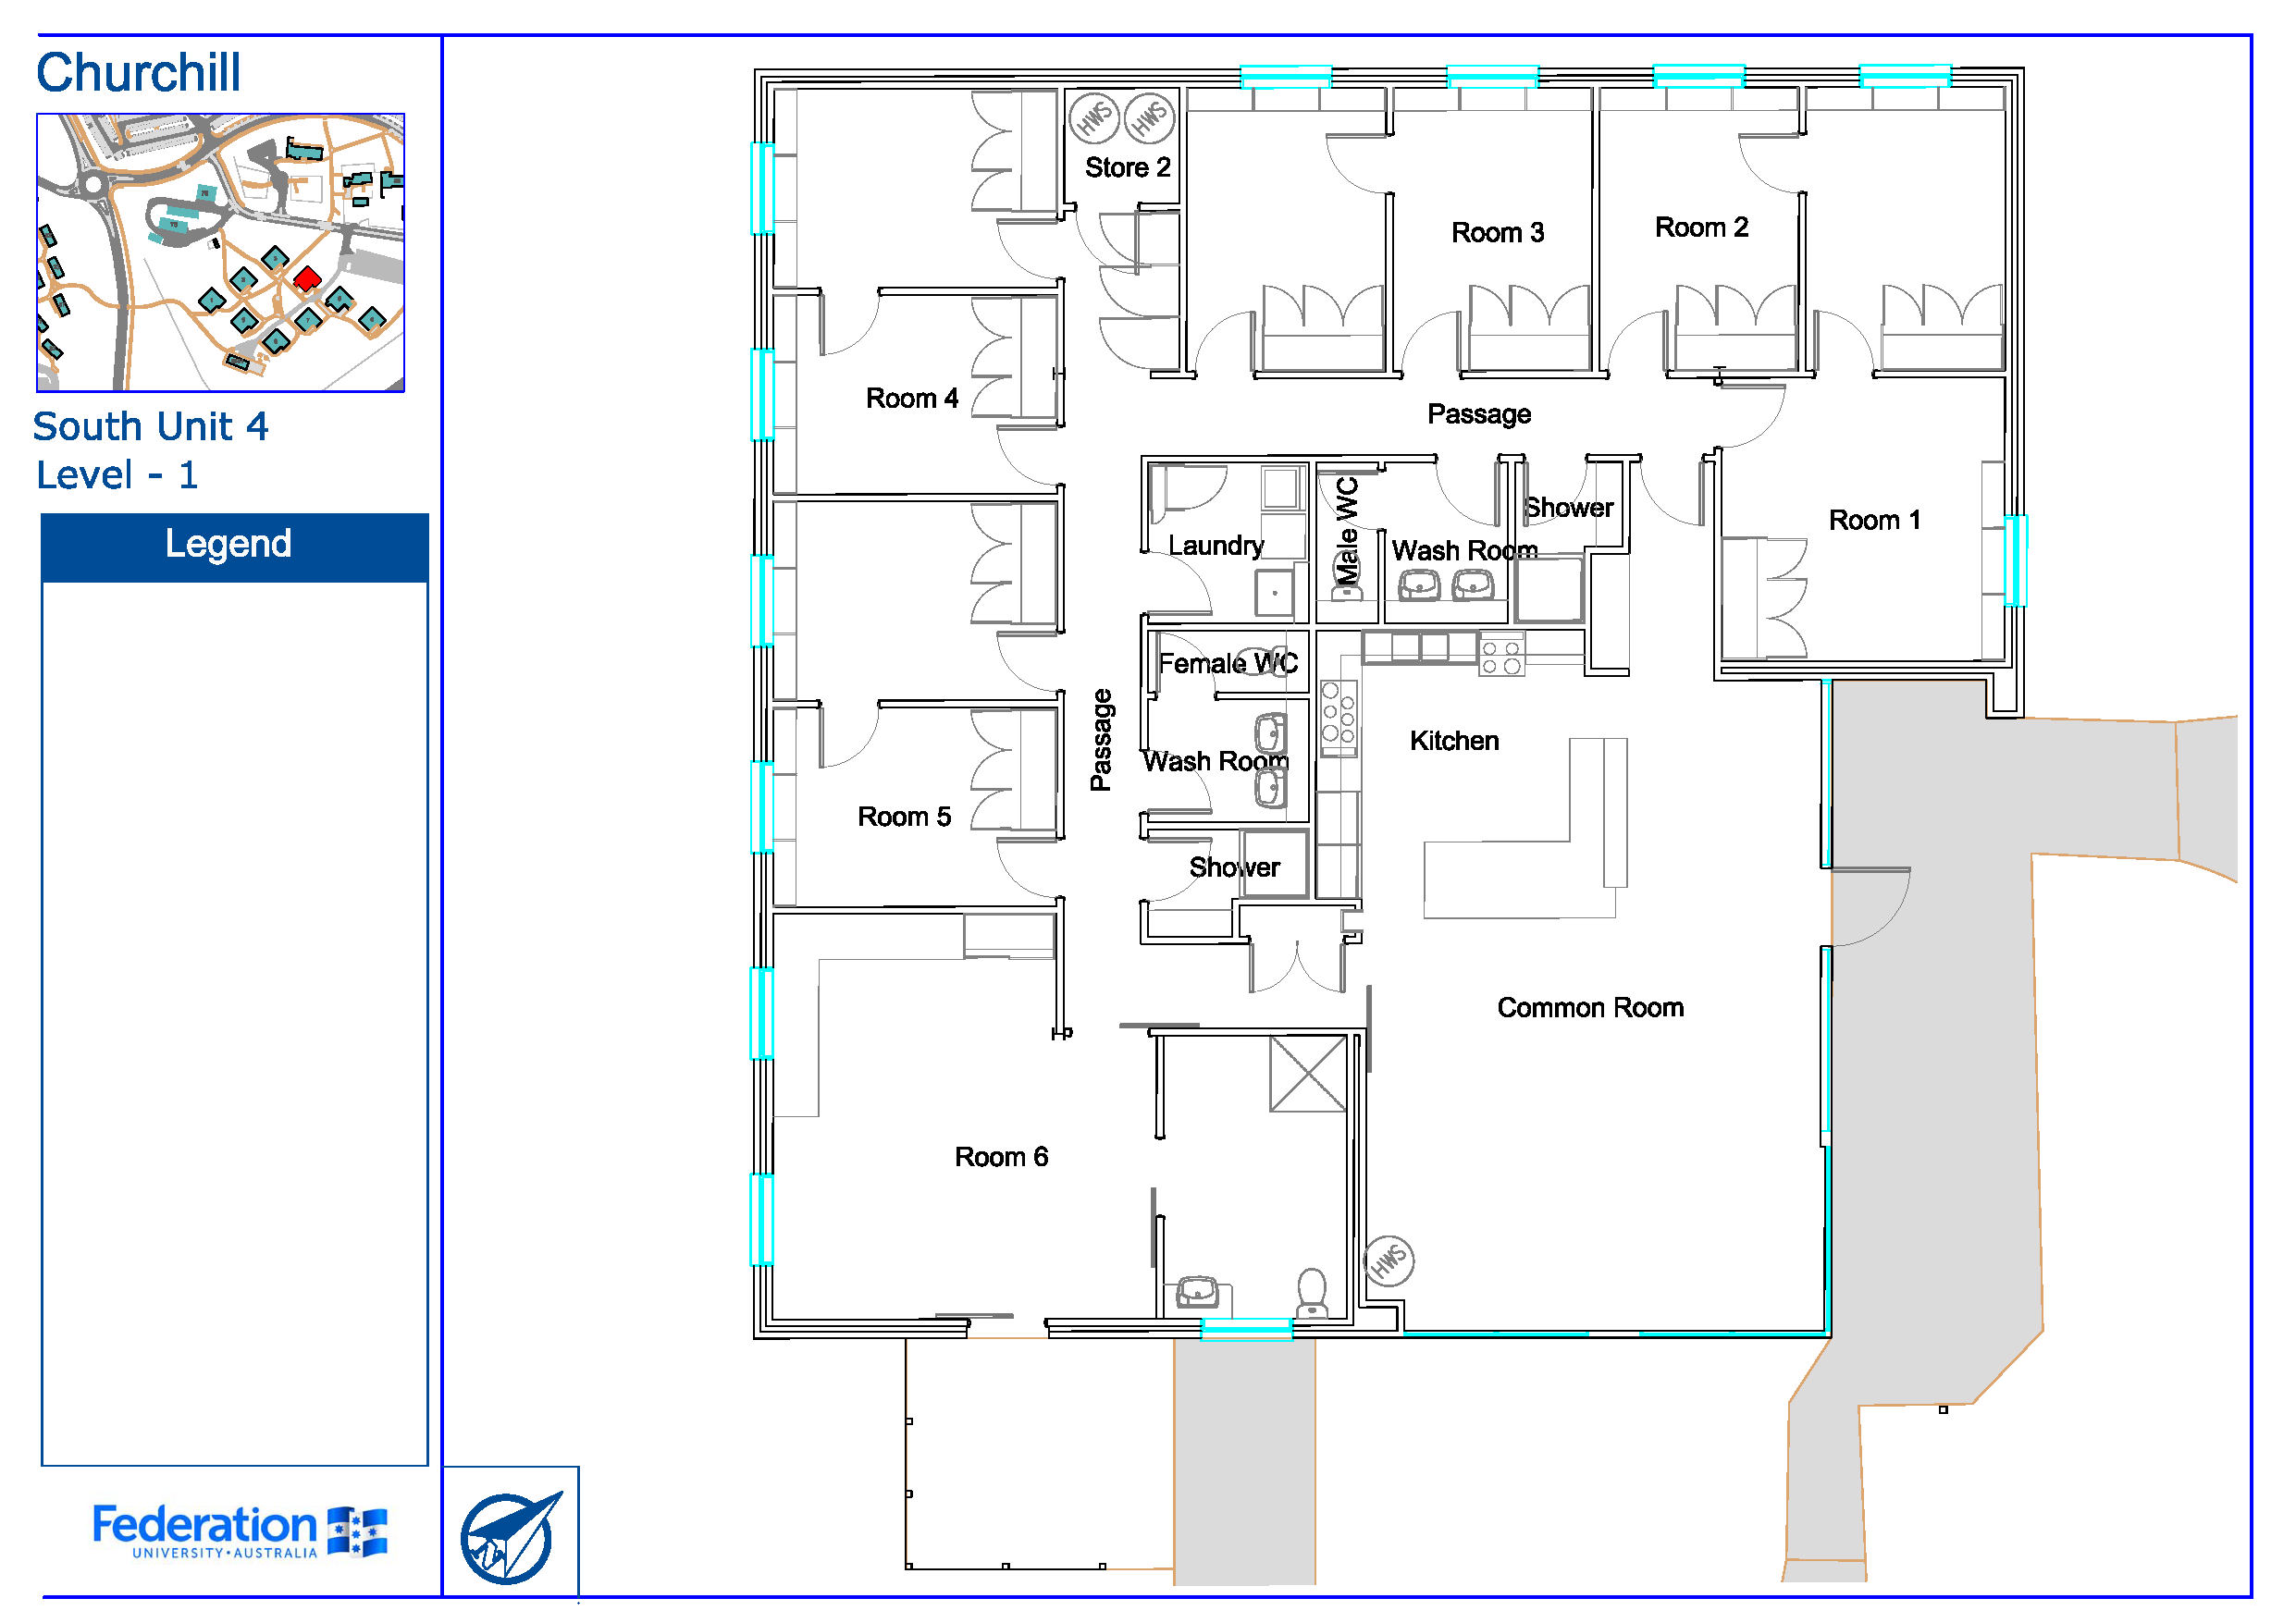 Churchill
South Unit 4
Level - 1
Legend
HWS
HWS
Store 2
Room 3
Room 2
Room 4
Passage
Room 1
Shower
Male WC
Laundry
Wash Room
Female WC
Passage
Kitchen
Wash Room
Room 5
Shower
Common Room
Room 6
HWS
Federation
UNIVERSITY • AUSTRALIA
N